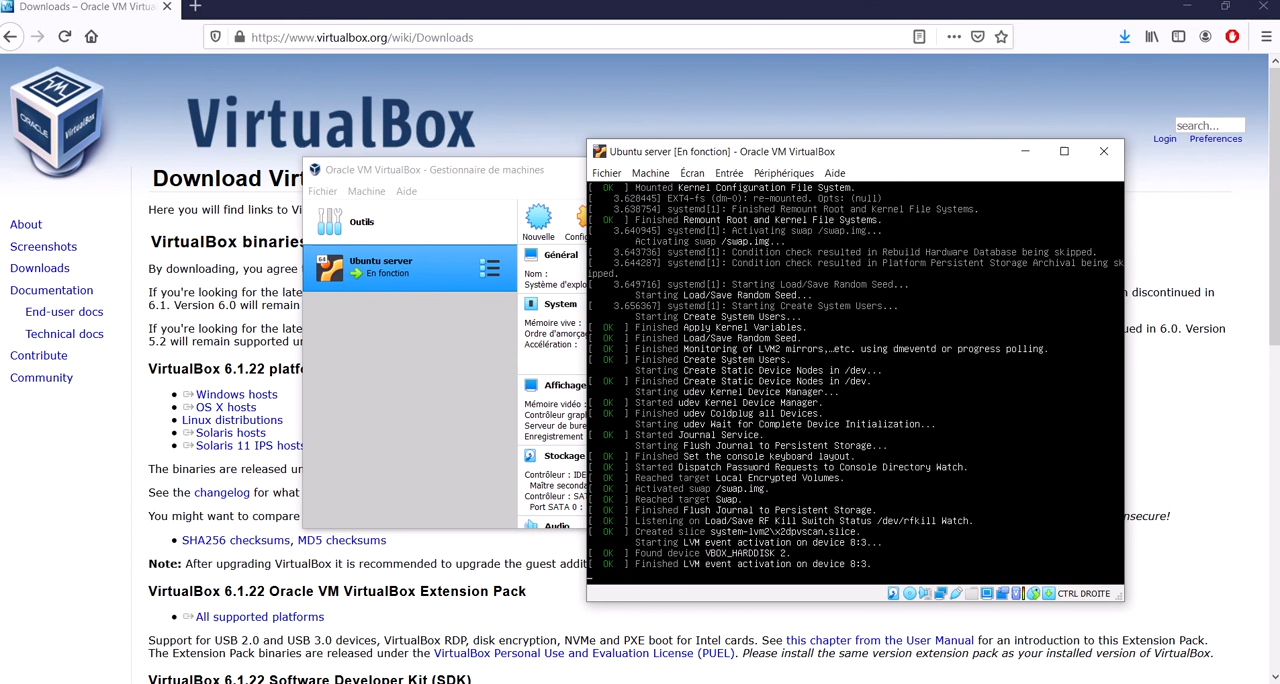 Downloads – Oracle VM Virtua
https://www.virtualbox.org/wiki/Downloads
ORACLE
VirtualBox
VirtualBox
search...
Login Preferences
About
Screenshots
Downloads
Documentation
End-user docs
Technical docs
Contribute
Community
Download Vir
Here you will find links to Vi
VirtualBox binaries
By downloading, you agree
If you're looking for the late
discontinued in
6.1. Version 6.0 will remain
If you're looking for the late
ued in 6.0. Version
5.2 will remain supported un
VirtualBox 6.1.22 platf
Windows hosts
OS X hosts
Linux distributions
Solaris hosts
Solaris 11 IPS hosts
The binaries are released un
See the changelog for what
You might want to compare
nsecure!
SHA256 checksums, MD5 checksums
Note: After upgrading VirtualBox it is recommended to upgrade the guest addit
VirtualBox 6.1.22 Oracle VM VirtualBox Extension Pack
All supported platforms
Support for USB 2.0 and USB 3.0 devices, VirtualBox RDP, disk encryption, NVMe and PXE boot for Intel cards. See this chapter from the User Manual for an introduction to this Extension Pack.
The Extension Pack binaries are released under the VirtualBox Personal Use and Evaluation License (PUEL). Please install the same version extension pack as your installed version of VirtualBox.
VirtualBox 6.1.22 Software Developer Kit (SDK)
Oracle VM VirtualBox - Gestionnaire de machines
Fichier Machine Aide
Outils
Ubuntu server
En fonction
64
Nouvelle Config
Général
Nom :
Système d'explo
System
Mémoire vive :
Ordre d'amorça
Accélération :
Affichage
Mémoire vidéo :
Contrôleur grap
Serveur de bure
Enregistrement
Stockage
Contrôleur : IDE
Maître seconda
Contrôleur : SAT
Port SATA 0 :
Audio
Ubuntu server [En fonction] - Oracle VM VirtualBox
Fichier Machine Écran Entrée Périphériques Aide
[ OK ] Mounted Kernel Configuration File System.
[ 3.628445] EXT4-fs (dm-0): re-mounted. Opts: (null)
[ 3.638754] systemd[1]: Finished Remount Root and Kernel File Systems.
[ OK ] Finished Remount Root and Kernel File Systems.
[ 3.640945] systemd[1]: Activating swap /swap.img...
Activating swap /swap.img...
[ 3.643736] systemd[1]: Condition check resulted in Rebuild Hardware Database being skipped.
[ 3.644287] systemd[1]: Condition check resulted in Platform Persistent Storage Archival being sk
ipped.
[ 3.649716] systemd[1]: Starting Load/Save Random Seed...
Starting Load/Save Random Seed...
[ 3.656367] systemd[1]: Starting Create System Users...
Starting Create System Users...
[ OK ] Finished Apply Kernel Variables.
[ OK ] Finished Load/Save Random Seed.
[ OK ] Finished Monitoring of LVM2 mirrors,…etc. using dmeventd or progress polling.
[ OK ] Finished Create System Users.
Starting Create Static Device Nodes in /dev...
[ OK ] Finished Create Static Device Nodes in /dev.
Starting udev Kernel Device Manager...
[ OK ] Started udev Kernel Device Manager.
[ OK ] Finished udev Coldplug all Devices.
Starting udev Wait for Complete Device Initialization...
[ OK ] Started Journal Service.
Starting Flush Journal to Persistent Storage...
[ OK ] Finished Set the console keyboard layout.
[ OK ] Started Dispatch Password Requests to Console Directory Watch.
[ OK ] Reached target Local Encrypted Volumes.
[ OK ] Activated swap /swap.img.
[ OK ] Reached target Swap.
[ OK ] Finished Flush Journal to Persistent Storage.
[ OK ] Listening on Load/Save RF Kill Switch Status /dev/rfkill Watch.
[ OK ] Created slice system-lvm2\x2dpvscan.slice.
Starting LVM event activation on device 8:3...
[ OK ] Found device VBOX_HARDDISK 2.
[ OK ] Finished LVM event activation on device 8:3.
CTRL DROITE